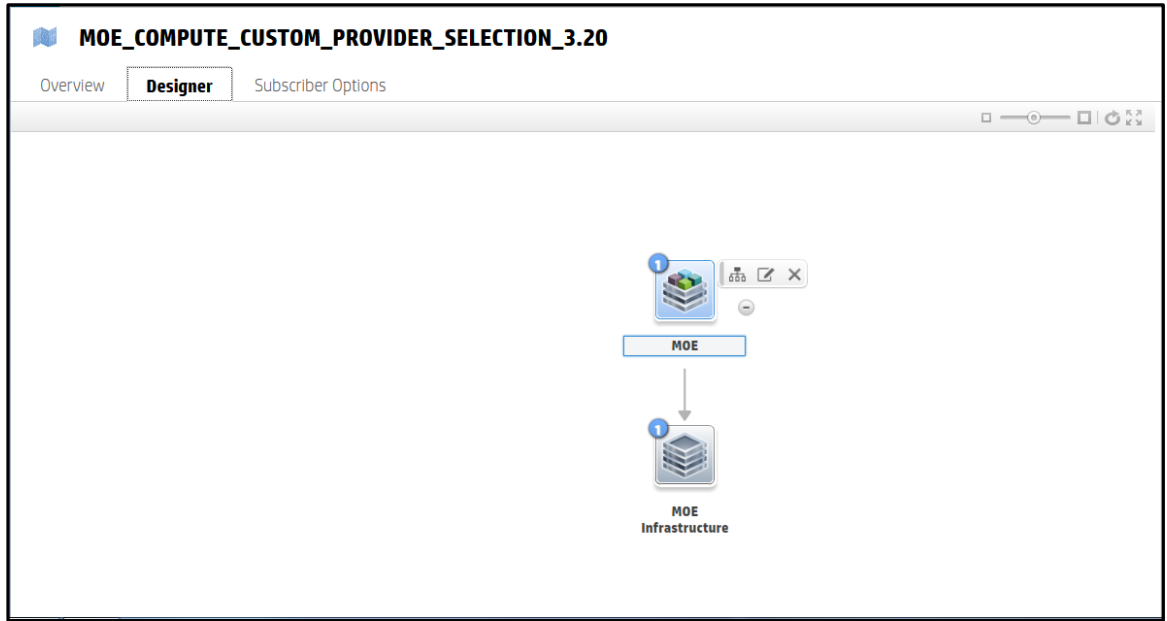 MOE_COMPUTE_CUSTOM_PROVIDER_SELECTION_3.20
Overview Designer Subscriber Options
1
MOE
1
MOE
Infrastructure